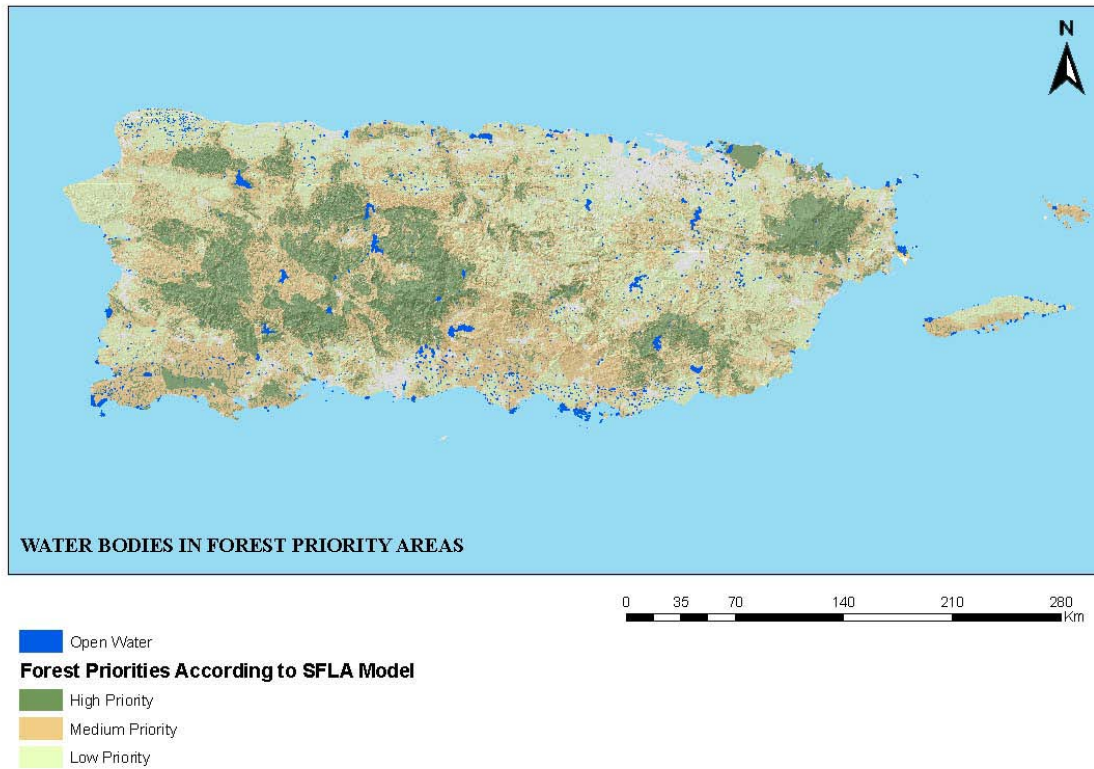 N
WATER BODIES IN FOREST PRIORITY AREAS
0 35 70 140 210 280
Km
Open Water
Forest Priorities According to SFLA Model
High Priority
Medium Priority
Low Priority